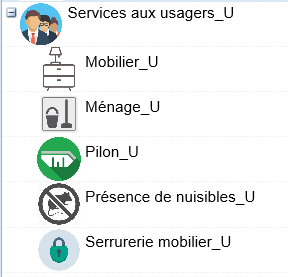 Services aux usagers_U
Mobilier_U
Ménage_U
Pilon_U
Présence de nuisibles_U
Serrurerie mobilier_U